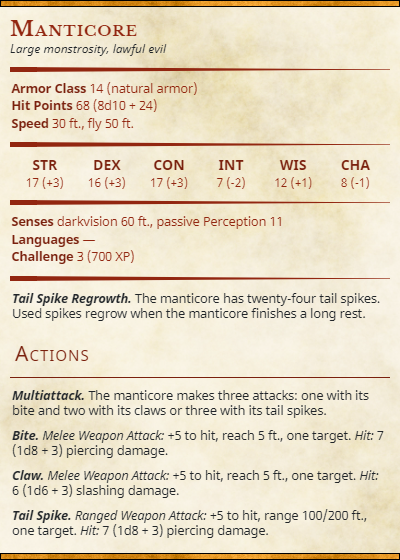 Manticore
Large monstrosity, lawful evil
Armor Class 14 (natural armor)
Hit Points 68 (8d10 + 24)
Speed 30 ft., fly 50 ft.
STR DEX CON INT WIS CHA
17 (+3) 16 (+3) 17 (+3) 7 (-2) 12 (+1) 8 (-1)
Senses darkvision 60 ft., passive Perception 11
Languages —
Challenge 3 (700 XP)
Tail Spike Regrowth. The manticore has twenty-four tail spikes.
Used spikes regrow when the manticore finishes a long rest.
Actions
Multiattack. The manticore makes three attacks: one with its
bite and two with its claws or three with its tail spikes.
Bite. Melee Weapon Attack: +5 to hit, reach 5 ft., one target. Hit: 7
(1d8 + 3) piercing damage.
Claw. Melee Weapon Attack: +5 to hit, reach 5 ft., one target. Hit:
6 (1d6 + 3) slashing damage.
Tail Spike. Ranged Weapon Attack: +5 to hit, range 100/200 ft.,
one target. Hit: 7 (1d8 + 3) piercing damage.